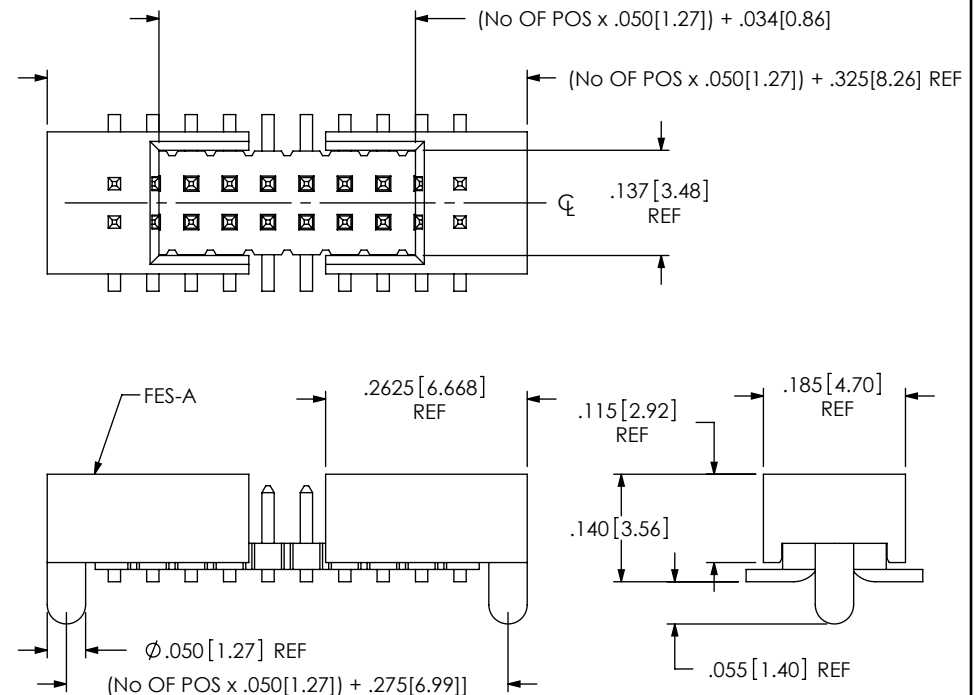 (No OF POS x .050[1.27]) + .034[0.86]
(No OF POS x .050[1.27]) + .325[8.26] REF
℄
.137[3.48]
REF
FES-A
.2625[6.668]
REF
.115[2.92]
REF
.185[4.70]
REF
.140[3.56]
∅.050[1.27] REF
.055[1.40] REF
(No OF POS x .050[1.27]) + .275[6.99]]